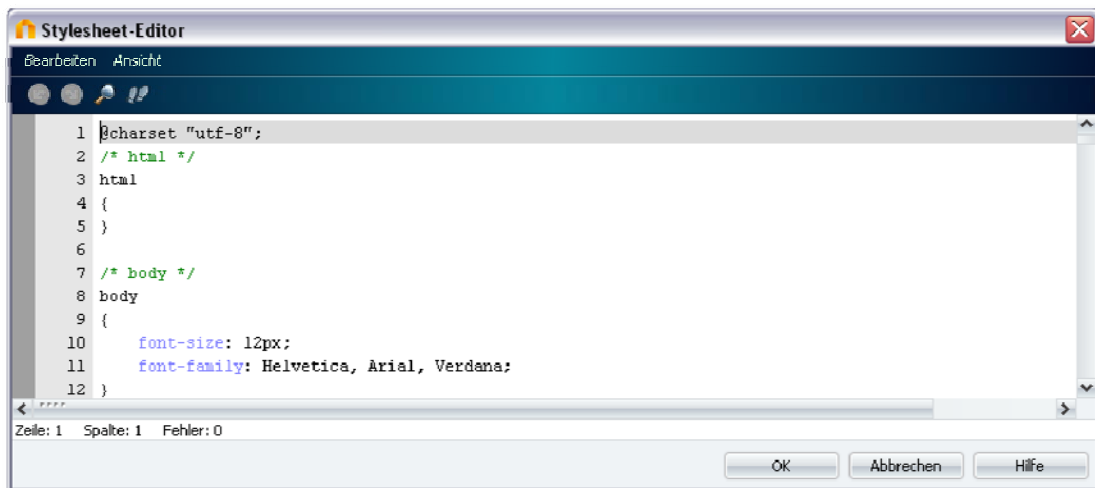 Stylesheet-Editor
Bearbeiten Ansicht
1 @charset "utf-8";
2 /* html */
3 html
4 {
5 }
6
7 /* body */
8 body
9 {
10 font-size: 12px;
11 font-family: Helvetica, Arial, Verdana;
12 }
Zeile: 1 Spalte: 1 Fehler: 0
OK Abbrechen Hilfe